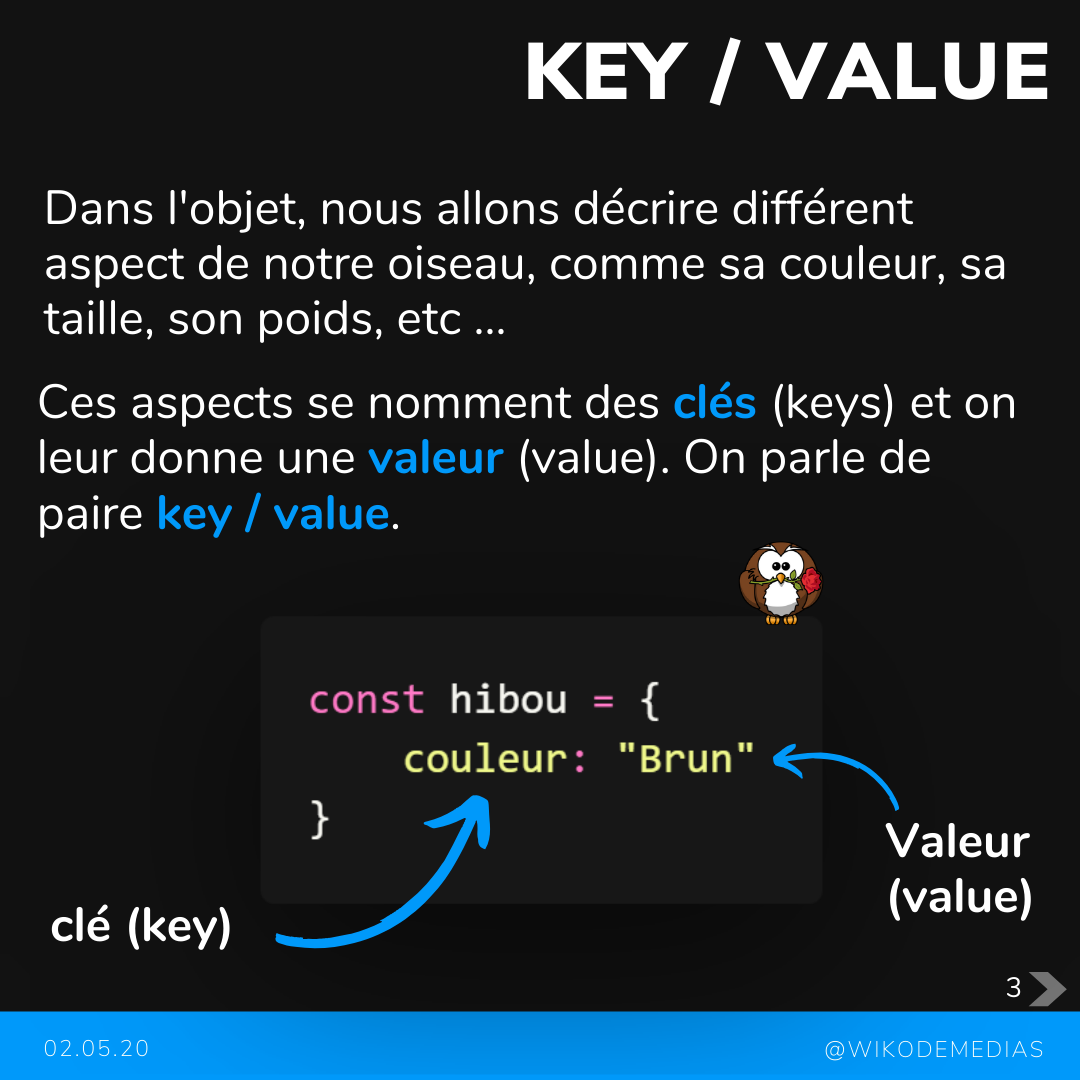 KEY / VALUE
Dans l'objet, nous allons décrire différent
aspect de notre oiseau, comme sa couleur, sa
taille, son poids, etc ...
Ces aspects se nomment des clés (keys) et on
leur donne une valeur (value). On parle de
paire key / value.
const hibou = {
    couleur: "Brun"
}
Valeur
(value)
clé (key)
3
02.05.20
@WIKODEMEDIAS